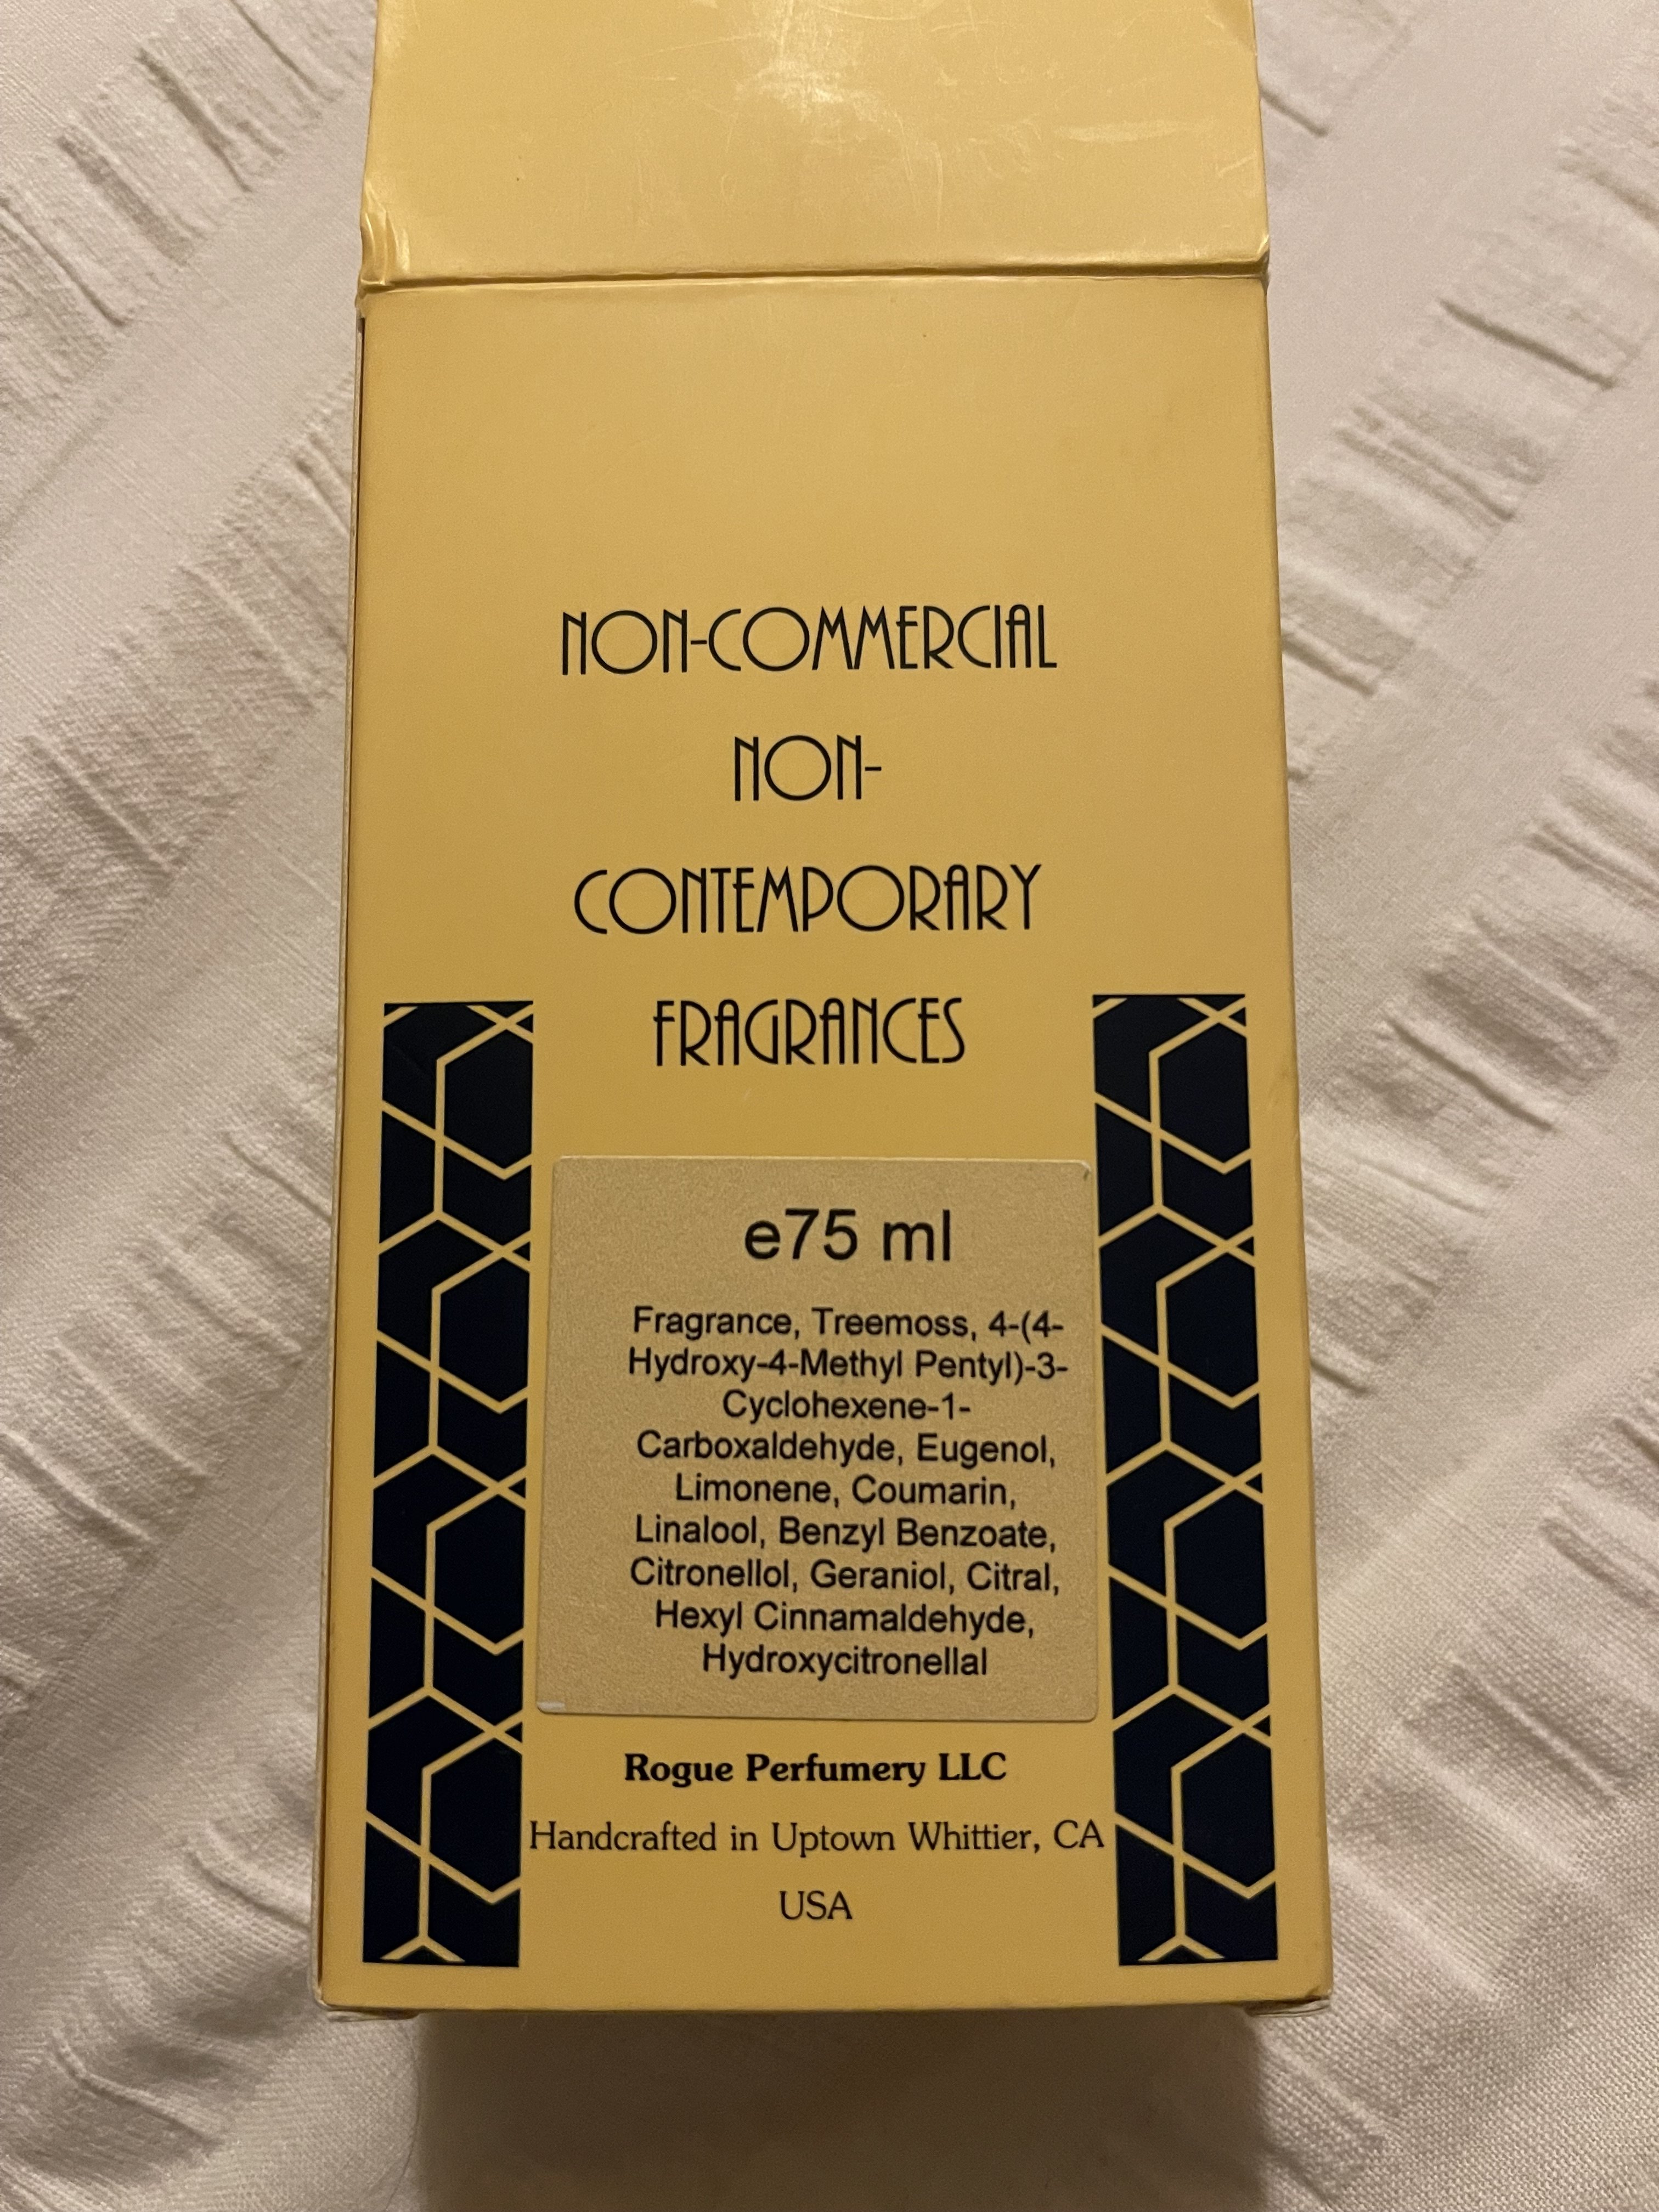 NON-COMMERCIAL
NON-
CONTEMPORARY
FRAGRANCES
e75 ml
Fragrance, Treemoss, 4-(4-
Hydroxy-4-Methyl Pentyl)-3-
Cyclohexene-1-
Carboxaldehyde, Eugenol,
Limonene, Coumarin,
Linalool, Benzyl Benzoate,
Citronellol, Geraniol, Citral,
Hexyl Cinnamaldehyde,
Hydroxycitronellal
Rogue Perfumery LLC
Handcrafted in Uptown Whittier, CA
USA